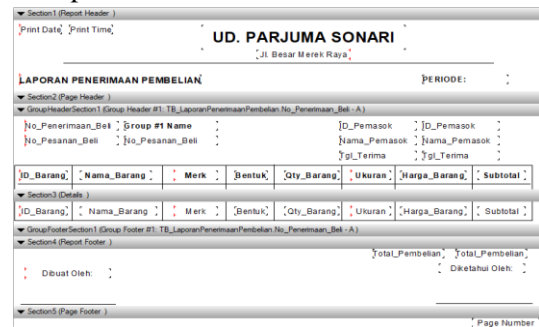 Section1 (Report Header )
Print Date Print Time
UD. PARJUMA SONARI
Jl. Besar Merek Raya
LAPORAN PENERIMAAN PEMBELIAN PERIODE:
Section2 (Page Header )
GroupHeaderSection1 (Group Header #1: TB_LaporanPenerimaanPembelian.No_Penerimaan_Beli - A )
No_Penerimaan_Beli Group #1 Name ID_Pemasok ID_Pemasok
No_Pesanan_Beli No_Pesanan_Beli Nama_Pemasok Nama_Pemasok
Tgl_Terima Tgl_Terima
ID_Barang Nama_Barang Merk Bentuk Qty_Barang Ukuran Harga_Barang Subtotal
Section3 (Details )
ID_Barang Nama_Barang Merk Bentuk Qty_Barang Ukuran Harga_Barang Subtotal
GroupFooterSection1 (Group Footer #1: TB_LaporanPenerimaanPembelian.No_Penerimaan_Beli - A )
Section4 (Report Footer )
Total_Pembelian Total_Pembelian
Dibuat Oleh: Diketahui Oleh:
Section5 (Page Footer )
Page Number